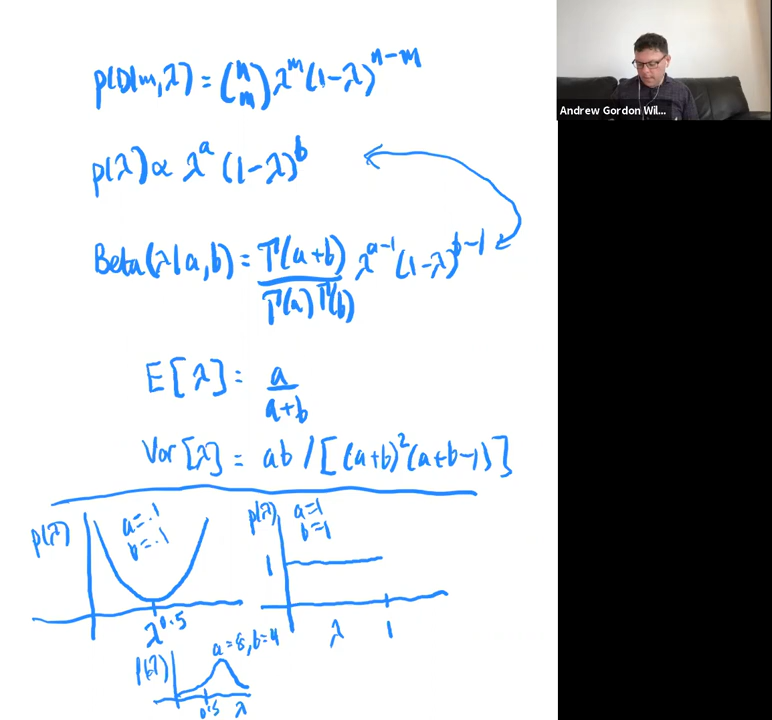 p(D|m,λ) = (n m) λ^m (1-λ)^{n-m}
Andrew Gordon Wil...
p(λ) ∝ λ^a (1-λ)^b
Beta(λ|a,b) = Γ(a+b) / Γ(a)Γ(b) λ^{a-1} (1-λ)^{b-1}
E[λ] = a / a+b
Var[λ] = ab / [(a+b)^2 (a+b-1)]
p(λ)
a=.1
b=.1
λ 0.5
p(λ)
a=1
b=1
1
λ 1
a=8, b=4
p(λ)
0.5 λ